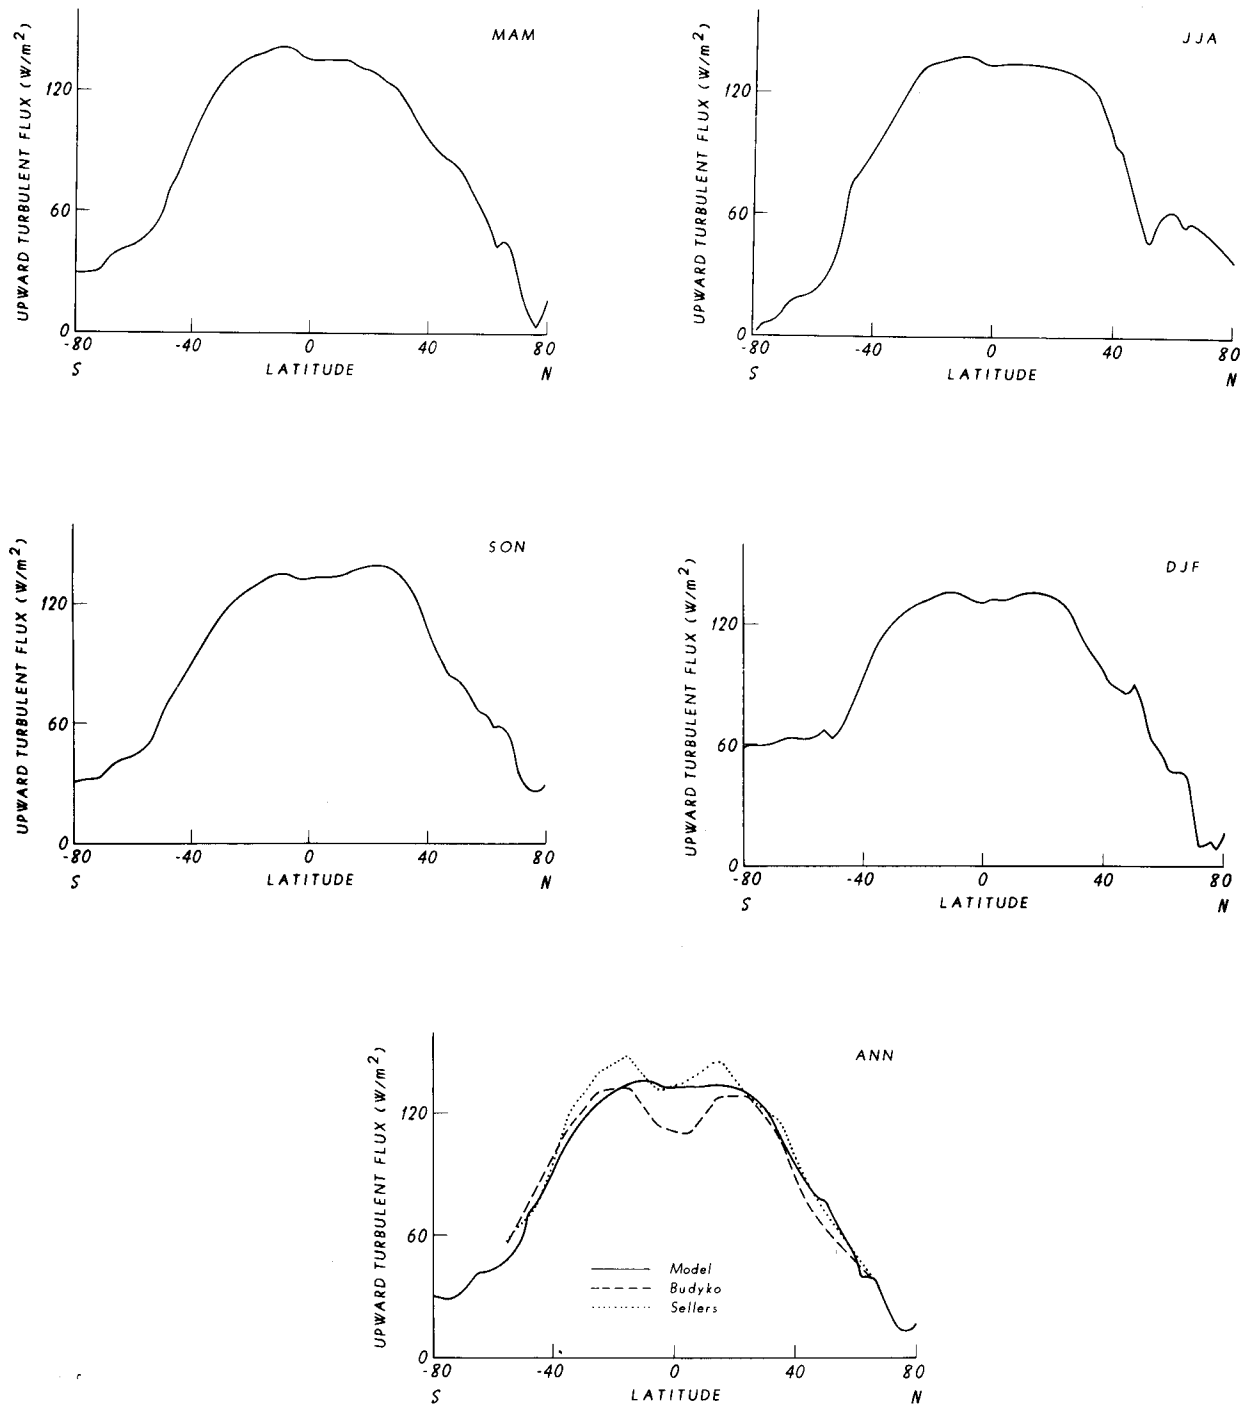 MAM
UPWARD TURBULENT FLUX (W/m²)
120
60
0
-80 -40 0 40 80
S LATITUDE N
JJA
UPWARD TURBULENT FLUX (W/m²)
120
60
0
-80 -40 0 40 80
S LATITUDE N
SON
UPWARD TURBULENT FLUX (W/m²)
120
60
0
-80 -40 0 40 80
S LATITUDE N
DJF
UPWARD TURBULENT FLUX (W/m²)
120
60
0
-80 -40 0 40 80
S LATITUDE N
ANN
UPWARD TURBULENT FLUX (W/m²)
120
60
0
Model
Budyko
Sellers
-80 -40 0 40 80
S LATITUDE N